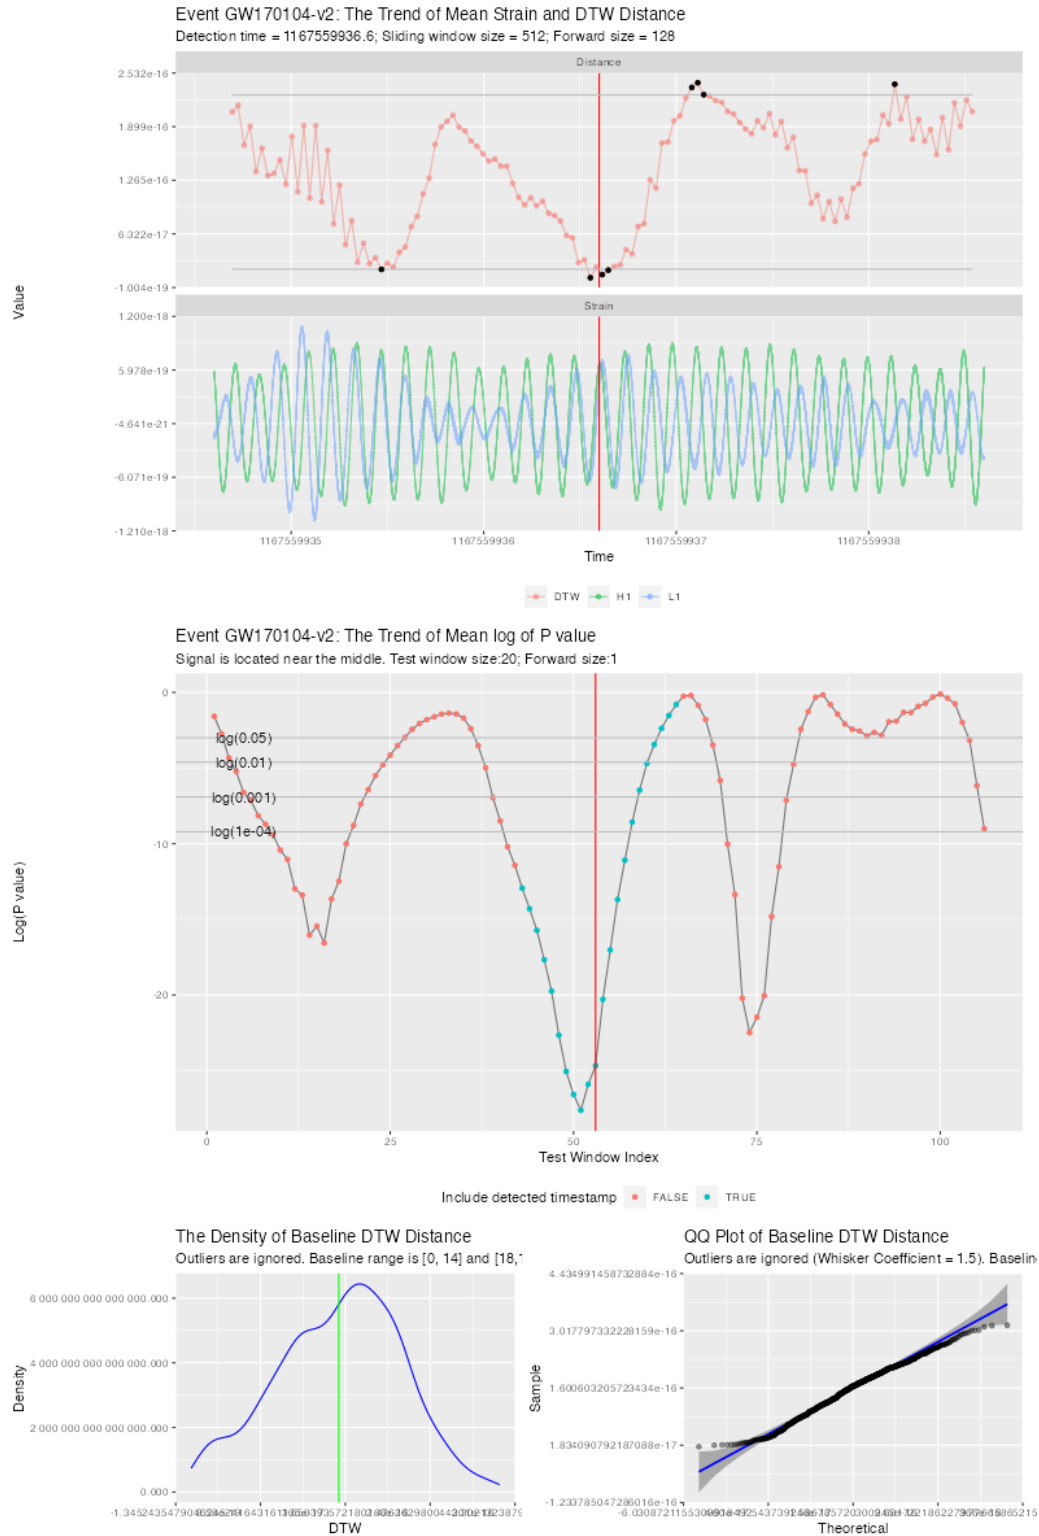 Event GW170104-v2: The Trend of Mean Strain and DTW Distance
Detection time = 1167559936.6; Sliding window size = 512; Forward size = 128
Distance
2.532e-16
1.899e-16
1.265e-16
6.322e-17
-1.004e-19
Value
Strain
1.200e-18
5.978e-19
-4.641e-21
-6.071e-19
-1.210e-18
1167559935 1167559936 1167559937 1167559938
Time
DTW H1 L1
Event GW170104-v2: The Trend of Mean log of P value
Signal is located near the middle. Test window size:20; Forward size:1
0
log(0.05)
log(0.01)
log(0.001)
log(1e-04)
-10
-20
Log(P value)
0 25 50 75 100
Test Window Index
Include detected timestamp FALSE TRUE
The Density of Baseline DTW Distance
Outliers are ignored. Baseline range is [0, 14] and [18,
6 000 000 000 000 000.000
4 000 000 000 000 000.000
2 000 000 000 000 000.000
0.000
Density
DTW
QQ Plot of Baseline DTW Distance
Outliers are ignored (Whisker Coefficient = 1.5). Baseline
4.434991458732884e-16
3.017797332228159e-16
1.600603205723434e-16
1.83409079218​7088e-17
-1.23378504728​6016e-16
Sample
Theoretical